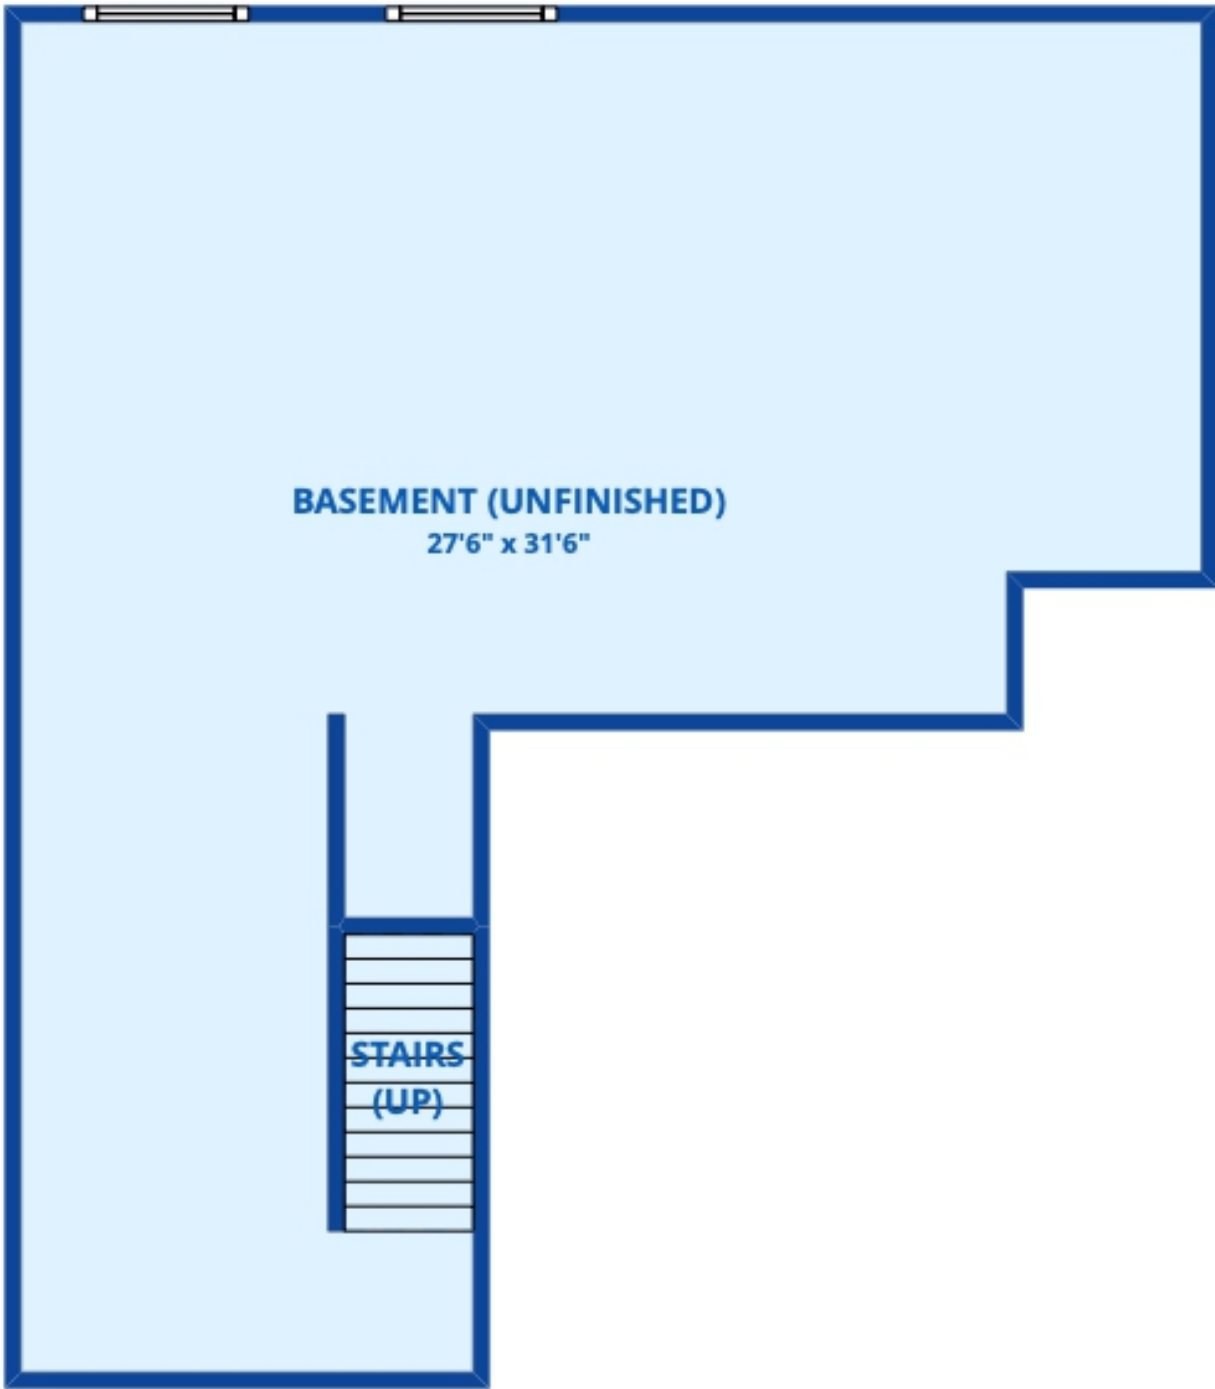 BASEMENT (UNFINISHED)
27'6" x 31'6"
STAIRS
(UP)